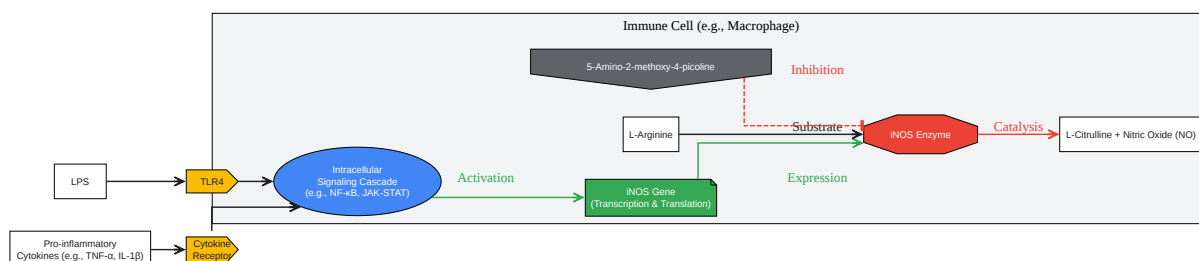 Immune Cell (e.g., Macrophage)
5-Amino-2-methoxy-4-picoline
Inhibition
L-Arginine
Substrate
iNOS Enzyme
Catalysis
L-Citrulline + Nitric Oxide (NO)
LPS
TLR4
Intracellular
Signaling Cascade
(e.g., NF-κB, JAK-STAT)
Activation
iNOS Gene
(Transcription & Translation)
Expression
Pro-inflammatory
Cytokines (e.g., TNF-α, IL-1β)
Cytokine
Receptor